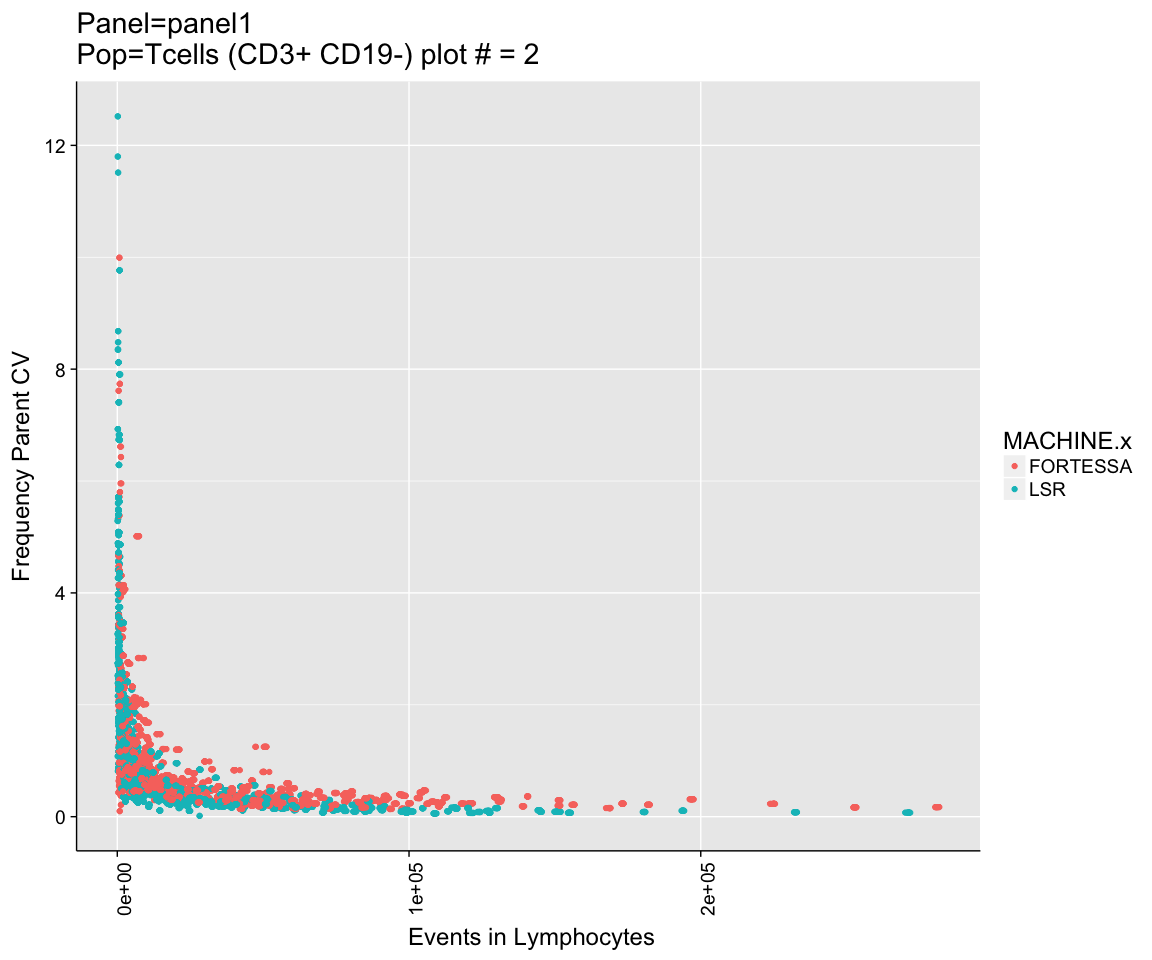 Panel=panel1
Pop=Tcells (CD3+ CD19-) plot # = 2
12
8
4
0
Frequency Parent CV
0e+00
1e+05
2e+05
Events in Lymphocytes
MACHINE.x
FORTESSA
LSR